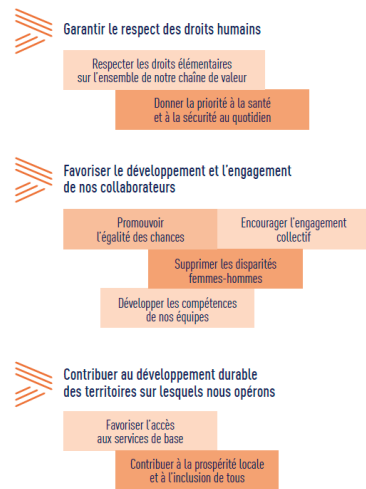 Garantir le respect des droits humains
Respecter les droits élémentaires
sur l'ensemble de notre chaîne de valeur
Donner la priorité à la santé
et à la sécurité au quotidien
Favoriser le développement et l'engagement
de nos collaborateurs
Promouvoir
l'égalité des chances
Encourager l'engagement
collectif
Supprimer les disparités
femmes-hommes
Développer les compétences
de nos équipes
Contribuer au développement durable
des territoires sur lesquels nous opérons
Favoriser l'accès
aux services de base
Contribuer à la prospérité locale
et à l'inclusion de tous